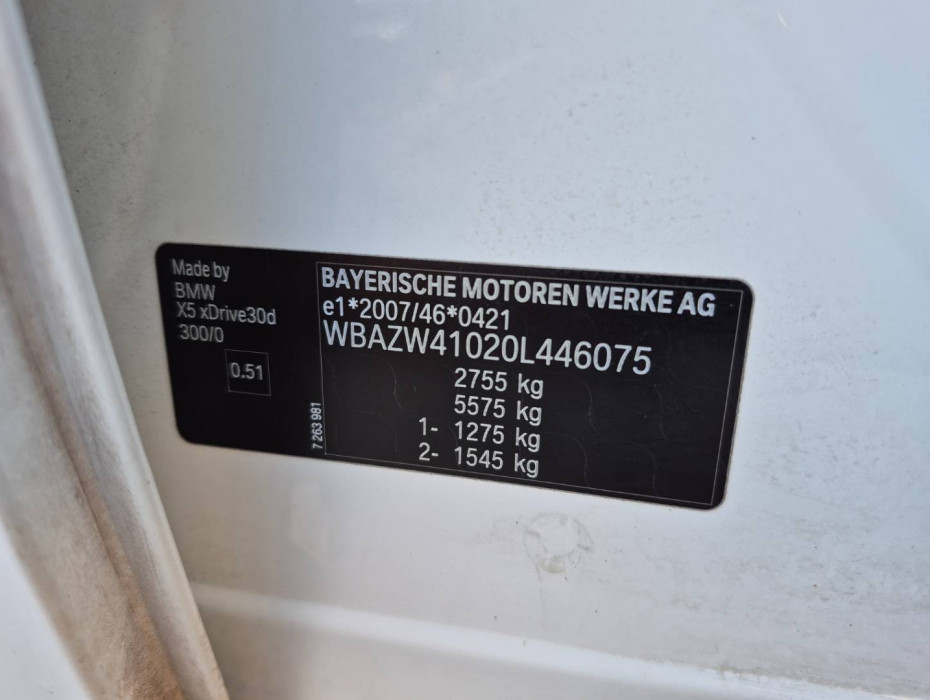 Made by
BMW
X5 xDrive30d
300/0
0.51
7 263 981
BAYERISCHE MOTOREN WERKE AG
e1*2007/46*0421
WBAZW41020L446075
2755 kg
5575 kg
1- 1275 kg
2- 1545 kg